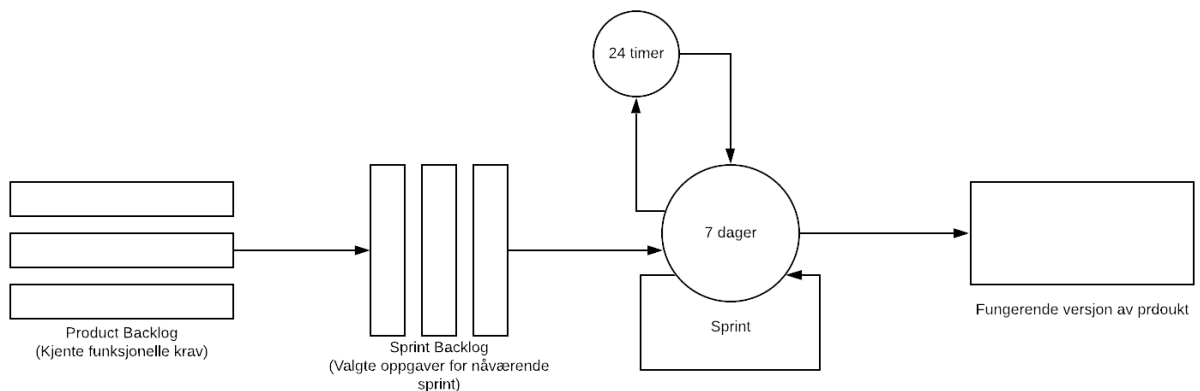 24 timer
7 dager
Product Backlog
(Kjente funksjonelle krav)
Sprint Backlog
(Valgte oppgaver for nåværende
sprint)
Sprint
Fungerende versjon av prdoukt